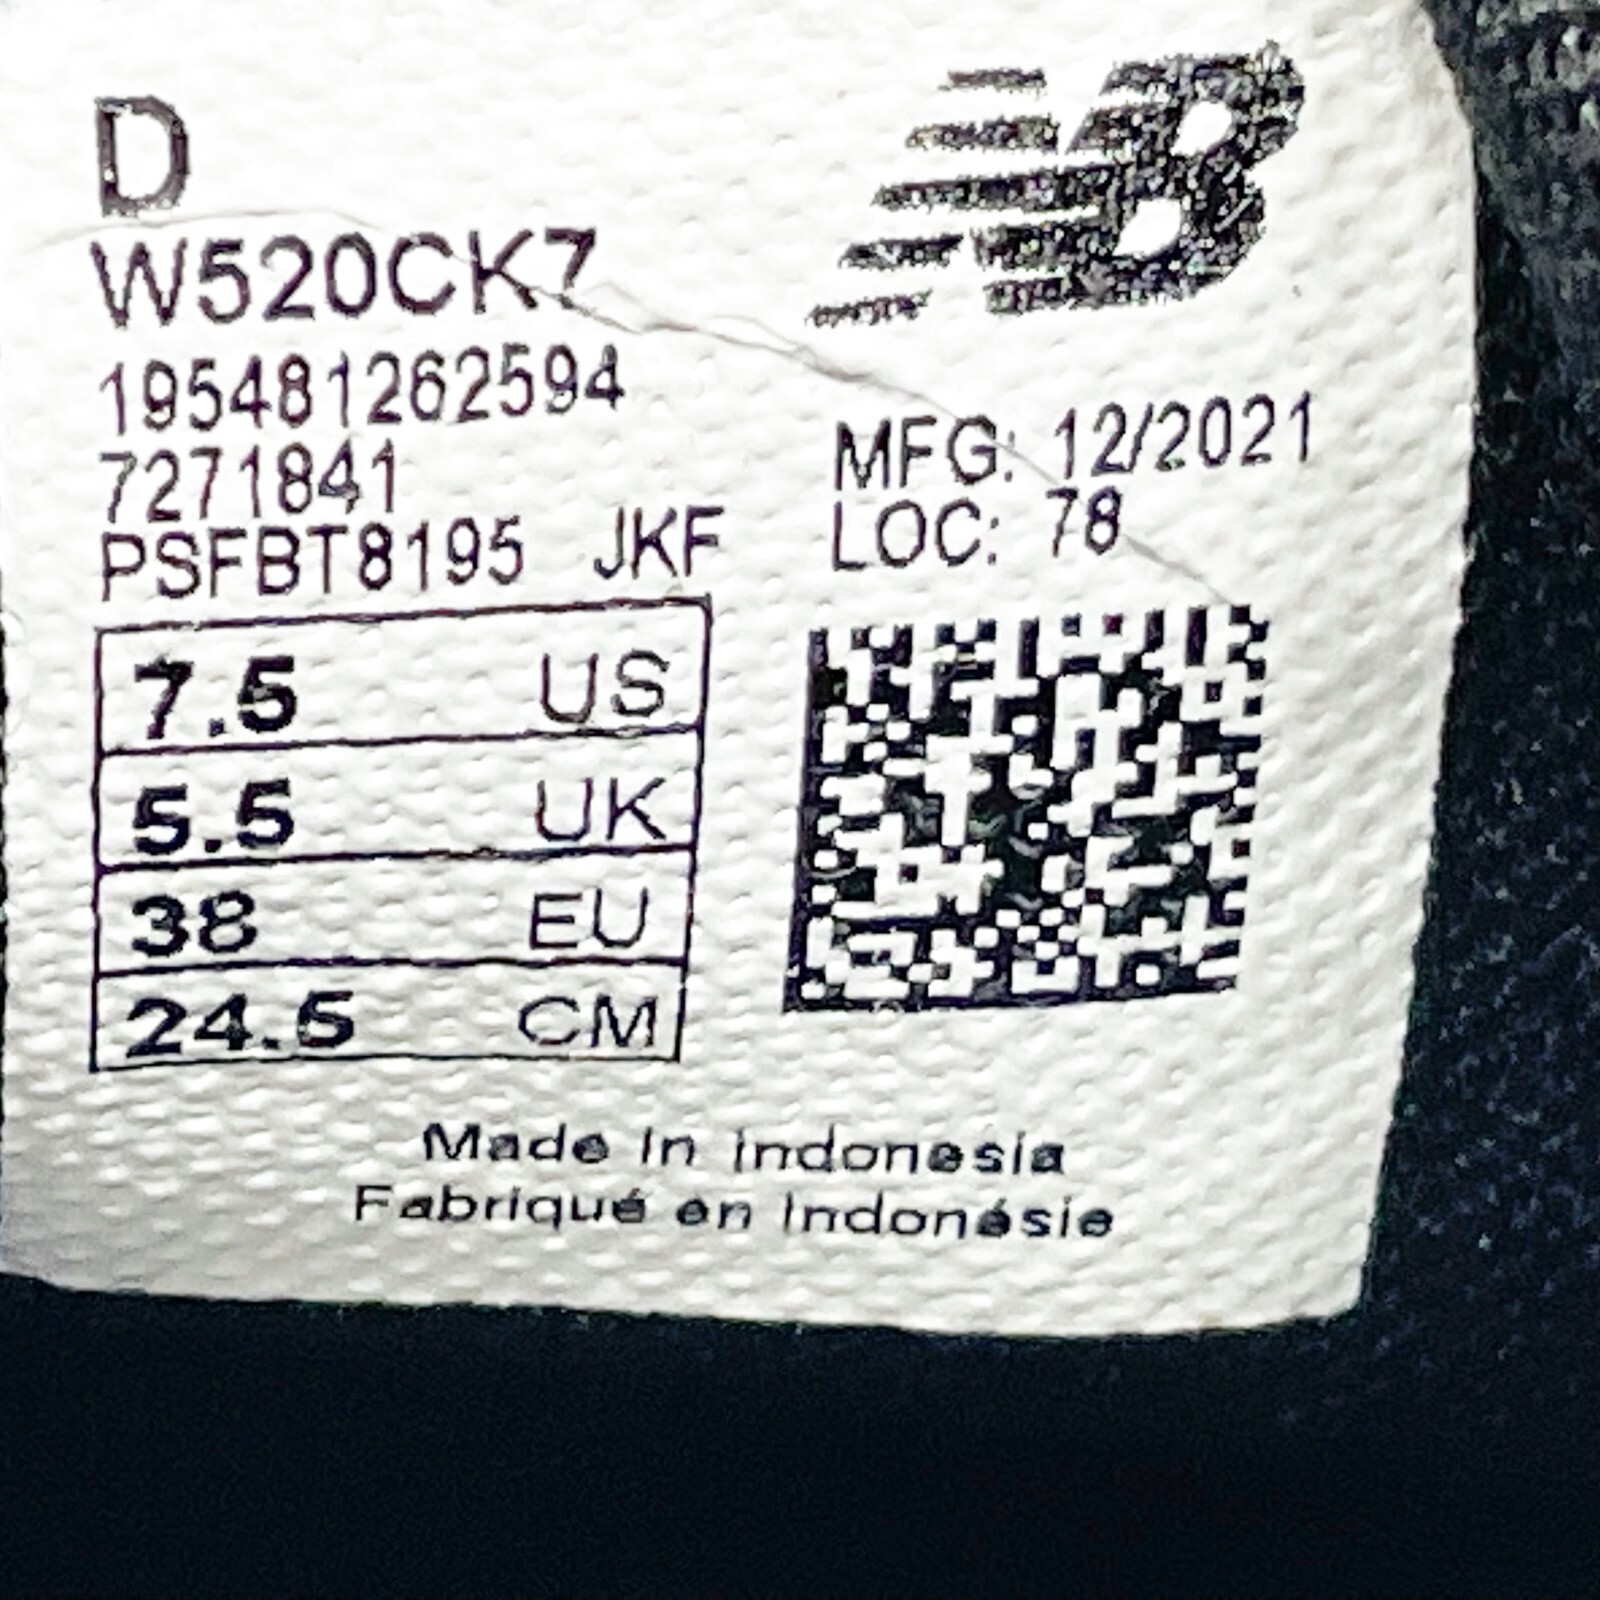 D
W520CK7
195481262594
7271841
PSFBT8195 JKF
MFG: 12/2021
LOC: 78
7.5 US
5.5 UK
38 EU
24.5 CM
Made in Indonesia
Fabriqué en Indonésie